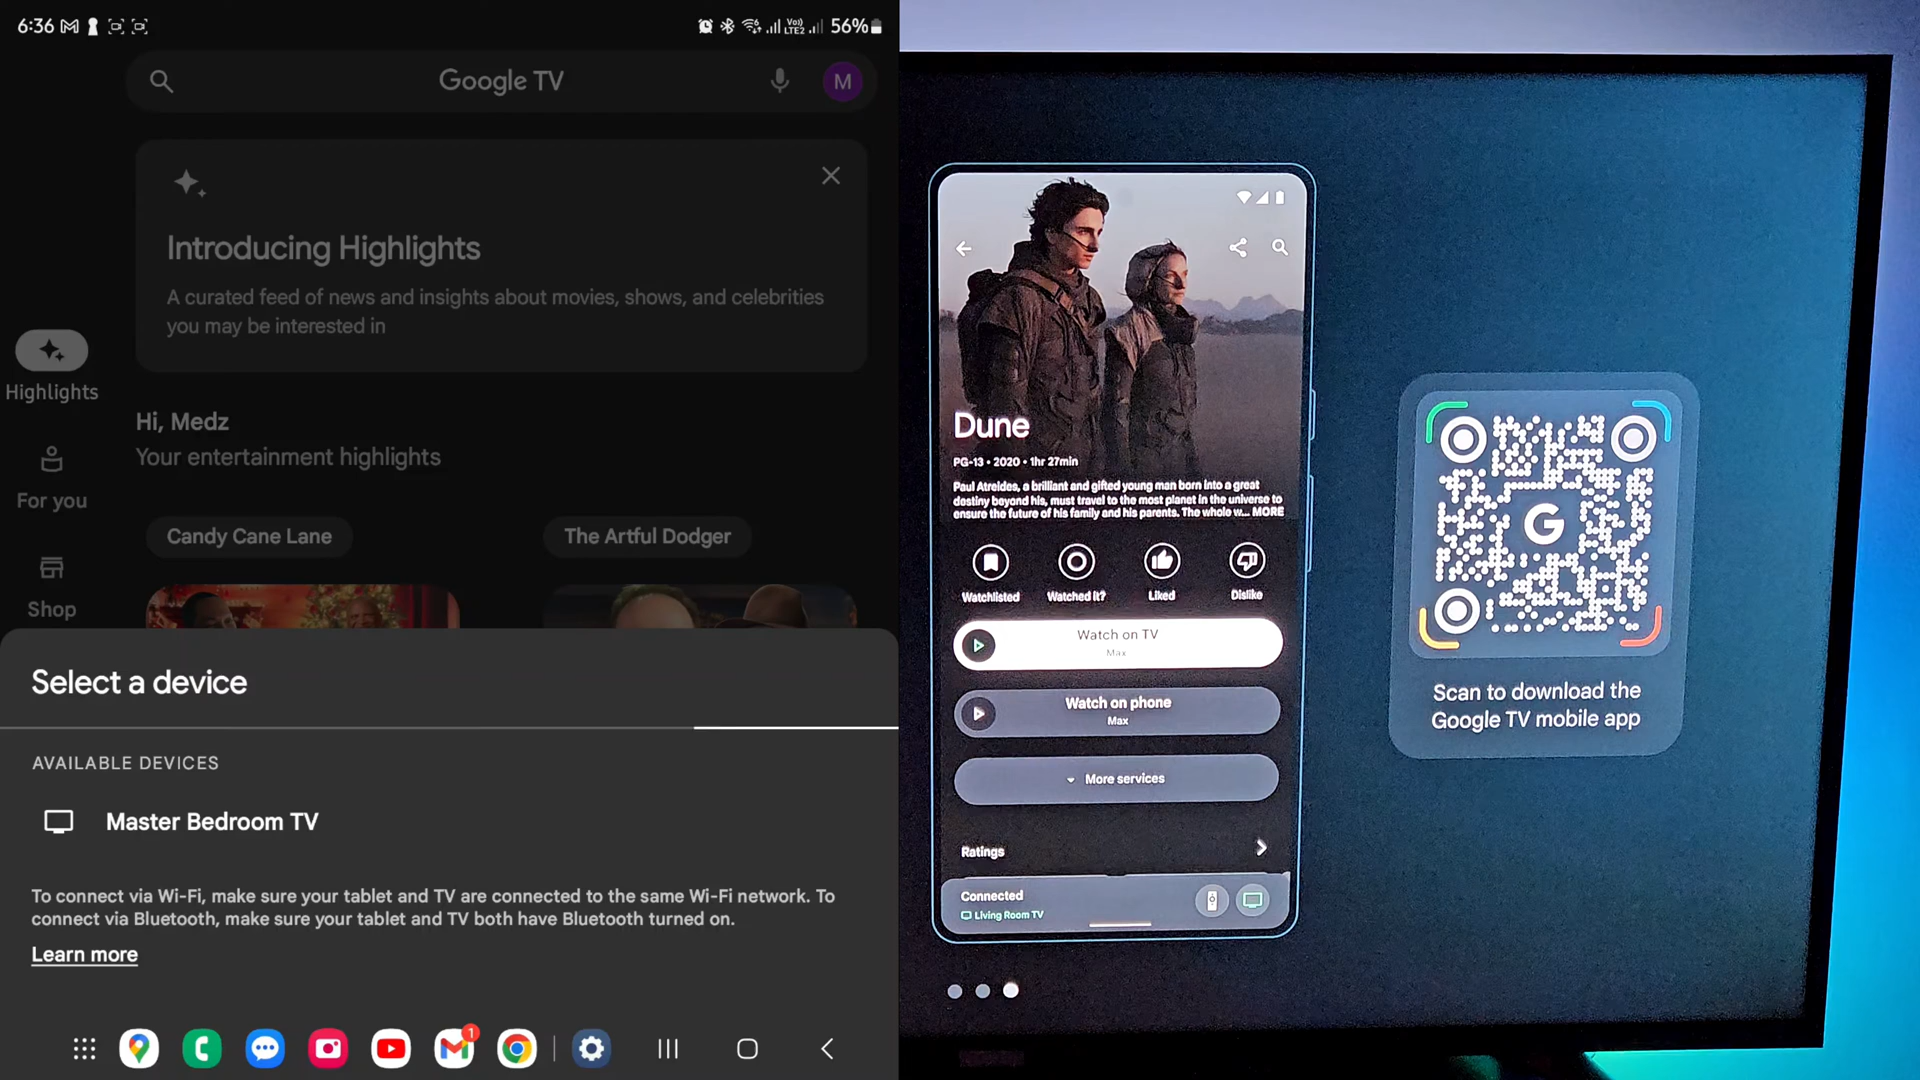 6:36
Vo))
LTE2
56%
Google TV
M
Introducing Highlights
A curated feed of news and insights about movies, shows, and celebrities
you may be interested in
Highlights
Hi, Medz
Your entertainment highlights
For you
Candy Cane Lane
The Artful Dodger
Shop
Select a device
AVAILABLE DEVICES
Master Bedroom TV
To connect via Wi-Fi, make sure your tablet and TV are connected to the same Wi-Fi network. To
connect via Bluetooth, make sure your tablet and TV both have Bluetooth turned on.
Learn more
1
Dune
PG-13 • 2020 • 1hr 27min
Paul Atreides, a brilliant and gifted young man born into a great
destiny beyond his, must travel to the most planet in the universe to
ensure the future of his family and his parents. The whole w... MORE
Watchlisted
Watched it?
Liked
Dislike
Watch on TV
Max
Watch on phone
Max
More services
Ratings
Connected
Living Room TV
G
Scan to download the
Google TV mobile app